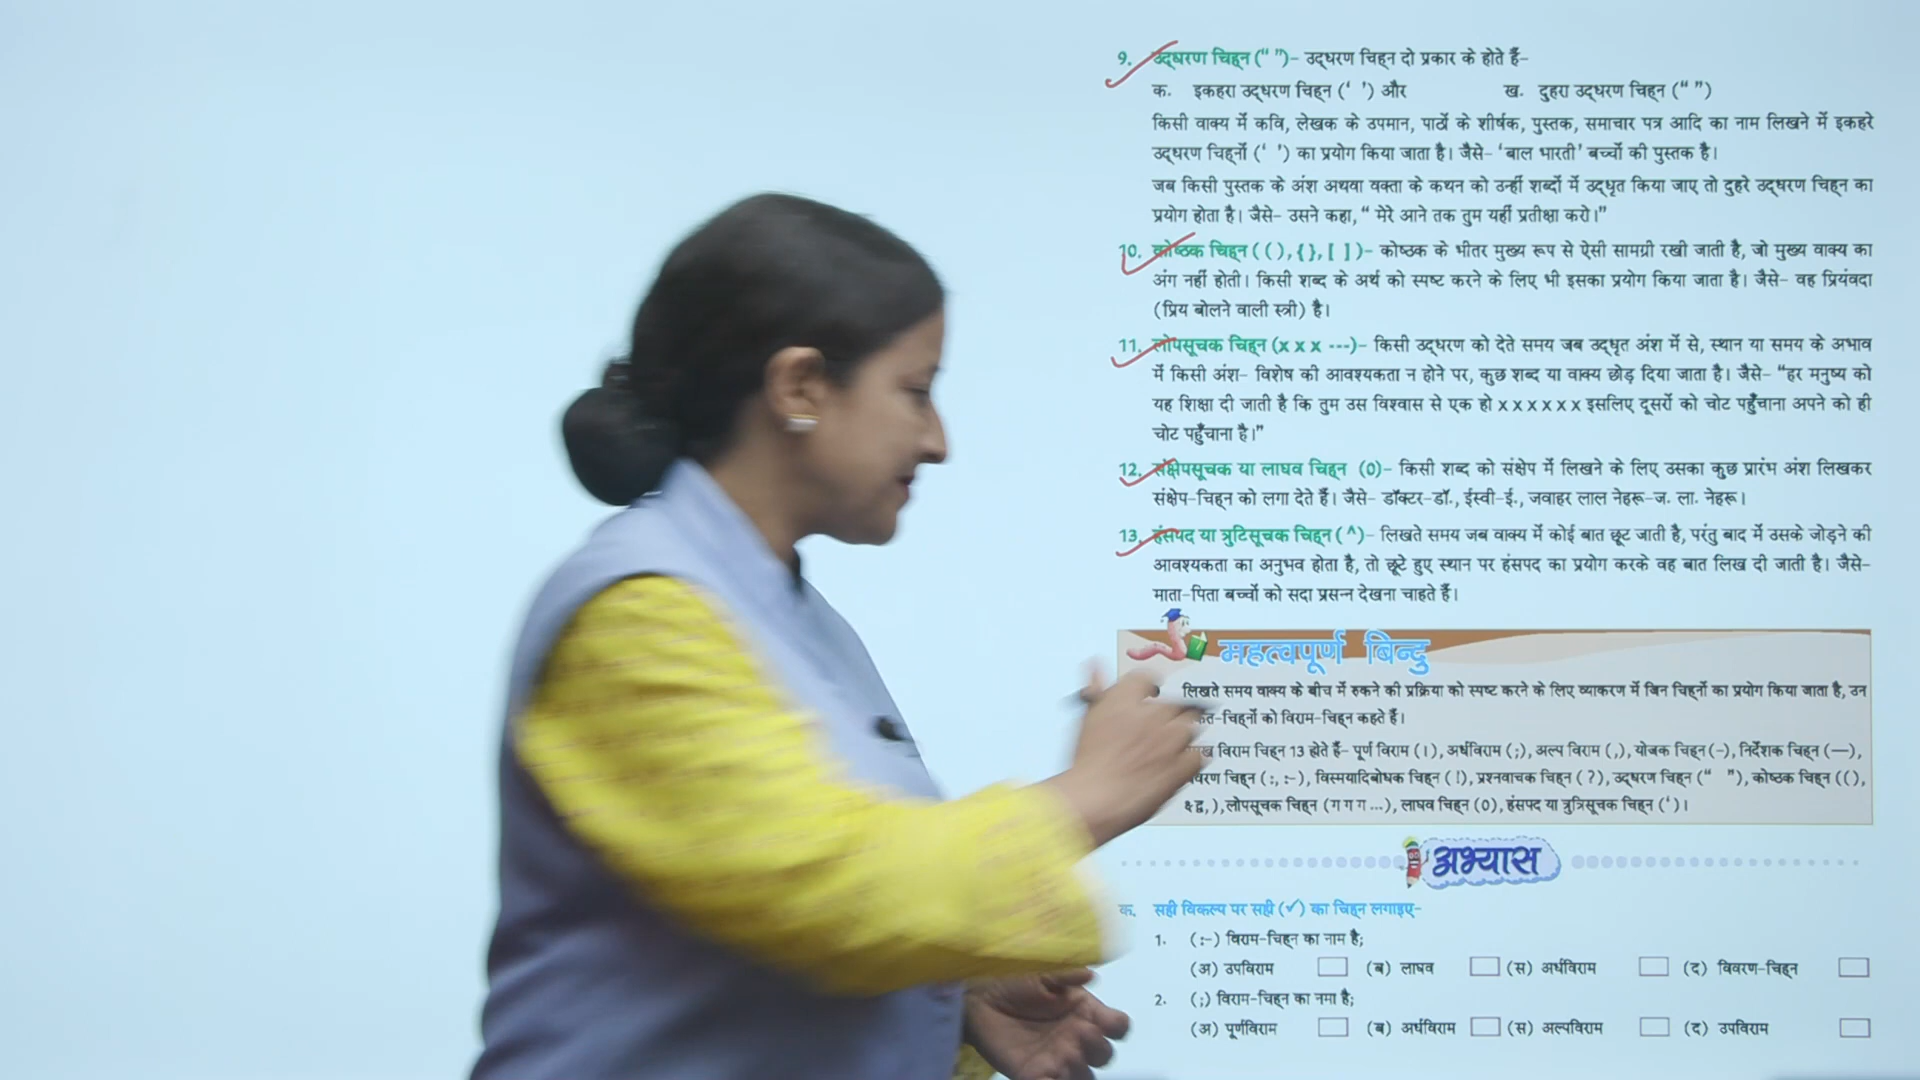 9. उद्धरण चिह्न (“ ”)– उद्धरण चिह्न दो प्रकार के होते हैं–
क. इकहरा उद्धरण चिह्न (‘ ’) और ख. दुहरा उद्धरण चिह्न (“ ”)
किसी वाक्य में कवि, लेखक के उपमान, पाठों के शीर्षक, पुस्तक, समाचार पत्र आदि का नाम लिखने में इकहरे
उद्धरण चिह्नों (‘ ’) का प्रयोग किया जाता है। जैसे– ‘बाल भारती’ बच्चों की पुस्तक है।
जब किसी पुस्तक के अंश अथवा वक्ता के कथन को उन्हीं शब्दों में उद्धृत किया जाए तो दुहरे उद्धरण चिह्न का
प्रयोग होता है। जैसे– उसने कहा, “ मेरे आने तक तुम यहीं प्रतीक्षा करो।”
10. कोष्ठक चिह्न ( ( ), { }, [ ] )– कोष्ठक के भीतर मुख्य रूप से ऐसी सामग्री रखी जाती है, जो मुख्य वाक्य का
अंग नहीं होती। किसी शब्द के अर्थ को स्पष्ट करने के लिए भी इसका प्रयोग किया जाता है। जैसे– वह प्रियंवदा
(प्रिय बोलने वाली स्त्री) है।
11. लोपसूचक चिह्न (x x x ---)– किसी उद्धरण को देते समय जब उद्धृत अंश में से, स्थान या समय के अभाव
में किसी अंश– विशेष की आवश्यकता न होने पर, कुछ शब्द या वाक्य छोड़ दिया जाता है। जैसे– “हर मनुष्य को
यह शिक्षा दी जाती है कि तुम उस विश्वास से एक हो x x x x x x इसलिए दूसरों को चोट पहुँचाना अपने को ही
चोट पहुँचाना है।”
12. संक्षेपसूचक या लाघव चिह्न (0)– किसी शब्द को संक्षेप में लिखने के लिए उसका कुछ प्रारंभ अंश लिखकर
संक्षेप-चिह्न को लगा देते हैं। जैसे– डॉक्टर–डॉ., ईस्वी–ई., जवाहर लाल नेहरू–ज. ला. नेहरू।
13. हंसपद या त्रुटिसूचक चिह्न (^)– लिखते समय जब वाक्य में कोई बात छूट जाती है, परंतु बाद में उसके जोड़ने की
आवश्यकता का अनुभव होता है, तो छूटे हुए स्थान पर हंसपद का प्रयोग करके वह बात लिख दी जाती है। जैसे–
माता-पिता बच्चों को सदा प्रसन्न देखना चाहते हैं।
महत्वपूर्ण बिन्दु
लिखते समय वाक्य के बीच में रुकने की प्रक्रिया को स्पष्ट करने के लिए व्याकरण में जिन चिह्नों का प्रयोग किया जाता है, उन
-चिह्नों को विराम-चिह्न कहते हैं।
विराम चिह्न 13 होते हैं– पूर्ण विराम (।), अर्धविराम (;), अल्प विराम (,), योजक चिह्न (-), निर्देशक चिह्न (—),
चिह्न (:, :-), विस्मयादिबोधक चिह्न (!), प्रश्नवाचक चिह्न (?), उद्धरण चिह्न (“ ”), कोष्ठक चिह्न ((),
), लोपसूचक चिह्न (ग ग ग ...), लाघव चिह्न (0), हंसपद या त्रुत्रिसूचक चिह्न (‘)।
अभ्यास
क. सही विकल्प पर सही (✓) का चिह्न लगाइए–
1. (:-) विराम-चिह्न का नाम है;
(अ) उपविराम (ब) लाघव (स) अर्धविराम (द) विवरण-चिह्न
2. (;) विराम-चिह्न का नमा है;
(अ) पूर्णविराम (ब) अर्धविराम (स) अल्पविराम (द) उपविराम